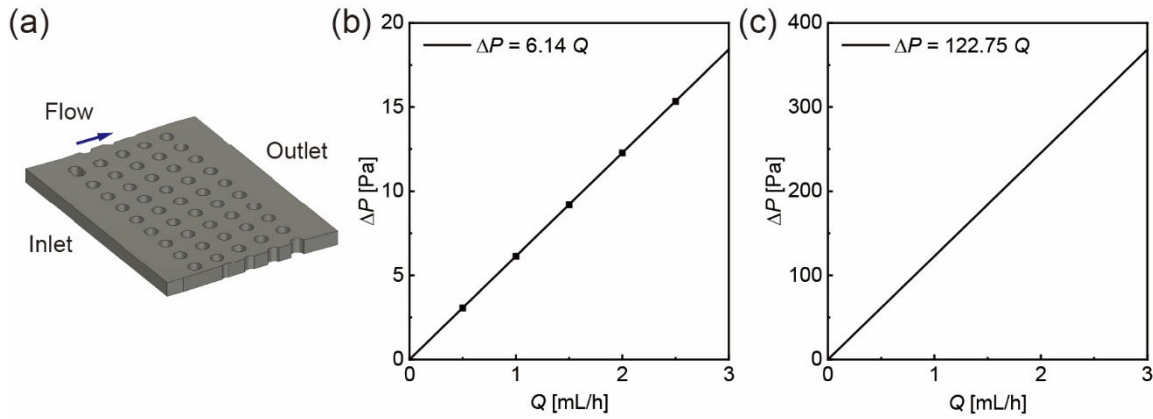 (a)
Flow
Outlet
Inlet
(b)
ΔP = 6.14 Q
20
15
10
5
0
ΔP [Pa]
0 1 2 3
Q [mL/h]
(c)
ΔP = 122.75 Q
400
300
200
100
0
ΔP [Pa]
0 1 2 3
Q [mL/h]